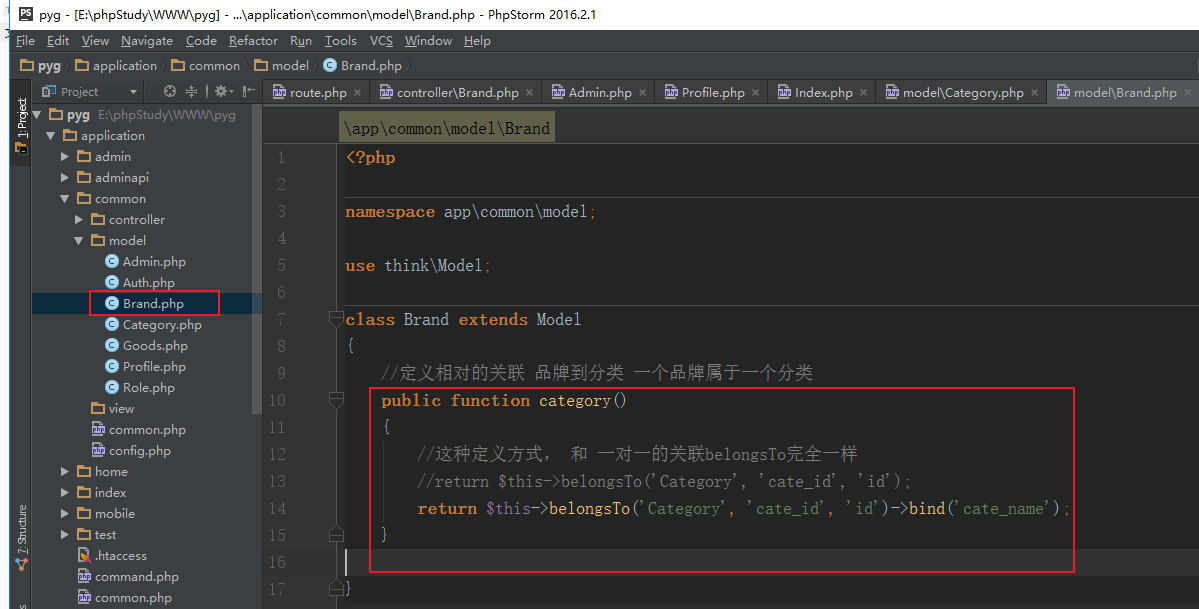 pyg - [E:\phpStudy\WWW\pyg] - ...\application\common\model\Brand.php - PhpStorm 2016.2.1
File Edit View Navigate Code Refactor Run Tools VCS Window Help
pyg application common model Brand.php
Project
route.php controller\Brand.php Admin.php Profile.php Index.php model\Category.php model\Brand.php
1: Project
7: Structure
pyg E:\phpStudy\WWW\pyg
application
admin
adminapi
common
controller
model
Admin.php
Auth.php
Brand.php
Category.php
Goods.php
Profile.php
Role.php
view
common.php
config.php
home
index
mobile
test
.htaccess
command.php
common.php
\app\common\model\Brand
1 <?php
2
3 namespace app\common\model;
4
5 use think\Model;
6
7 class Brand extends Model
8 {
9 //定义相对的关联 品牌到分类 一个品牌属于一个分类
10 public function category()
11 {
12 //这种定义方式， 和 一对一的关联belongsTo完全一样
13 //return $this->belongsTo('Category', 'cate_id', 'id');
14 return $this->belongsTo('Category', 'cate_id', 'id')->bind('cate_name');
15 }
16
17 }